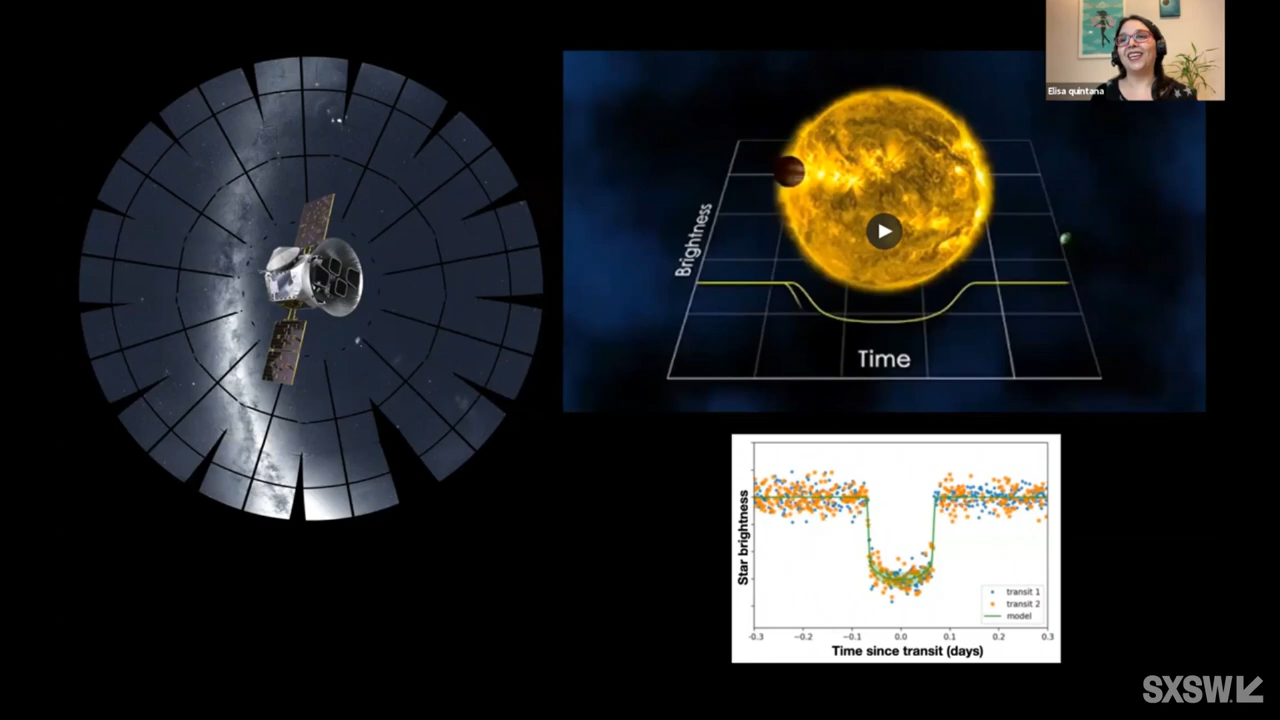 Elisa quintana
Brightness
Time
Star brightness
transit 1
transit 2
model
-0.3 -0.2 -0.1 0.0 0.1 0.2 0.3
Time since transit (days)
SXSW.